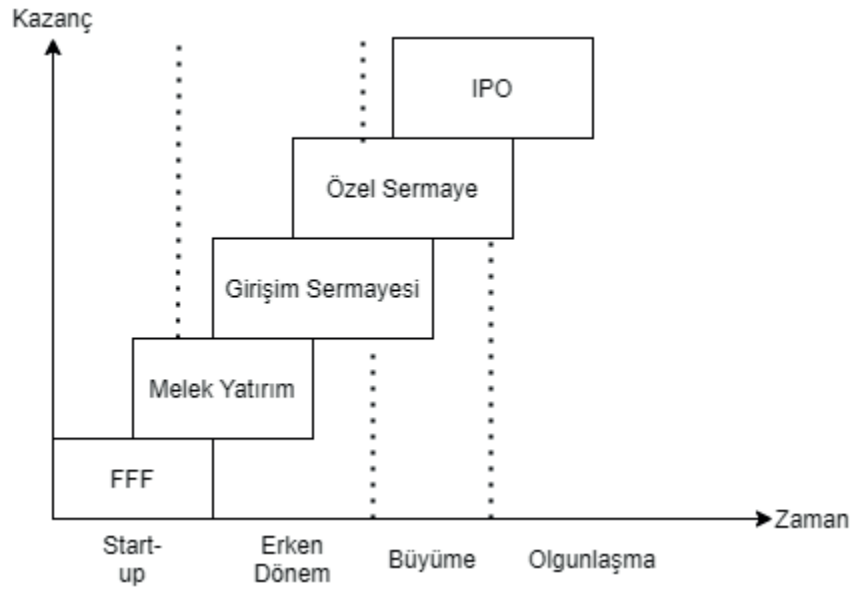 Kazanç
IPO
Özel Sermaye
Girişim Sermayesi
Melek Yatırım
FFF
Zaman
Start-
up
Erken
Dönem
Büyüme
Olgunlaşma